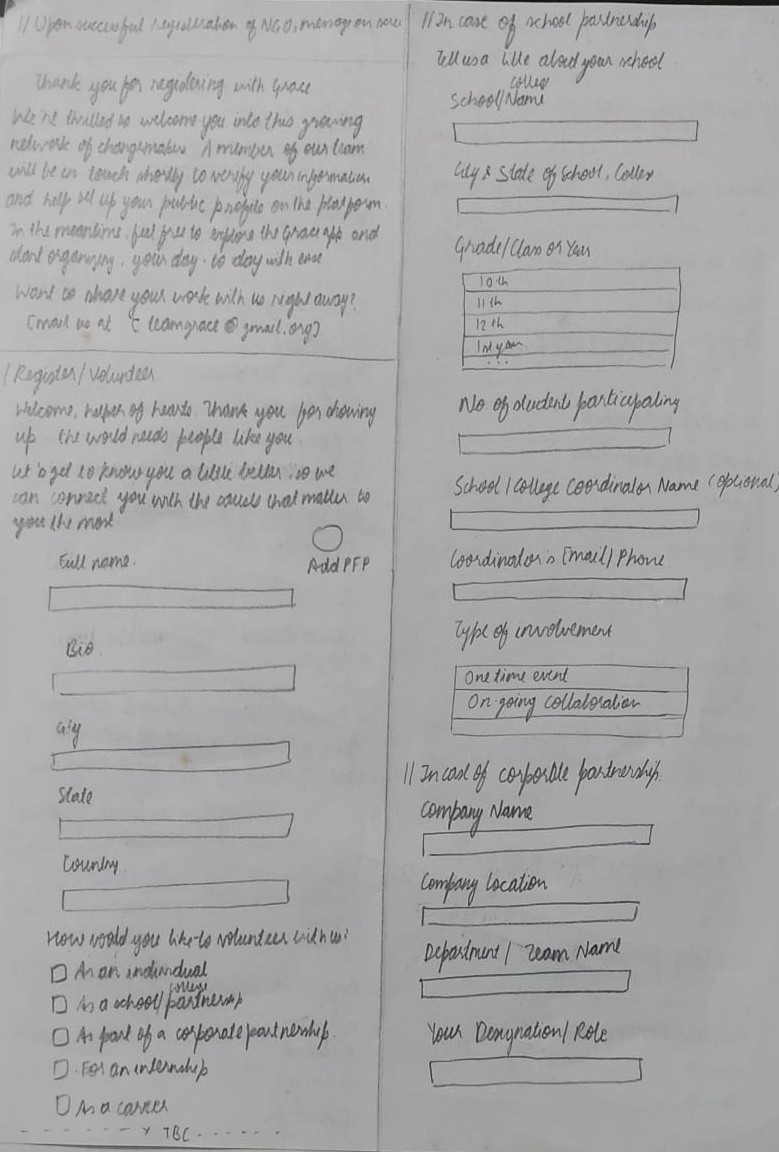 // Upon successful registeration of NGO, message on scree
Thank you for registering with Grace
We're thrilled to welcome you into this growing
network of changemakers A member of our team
will be in touch shortly to verify your information
and help set up your public profile on the platform.
In the meantime, feel free to explore the Grace app and
start organizing. your day-to day with ease
Want to share your work with us right away?
Email us at (teamgrace@gmail.org)
/ Register/Volunteer
Welcome, helper of hearts. Thank you for showing
up. the world needs people like you.
Let's get to know you a little better, so we
can connect you with the causes that matter to
you the most
Add PFP
Full name.
Bio
City
State
Country
How would you like to volunteer with us?
As an individual
As a school/college partnership
As part of a corporate partnership.
For an internship
As a career
TBC
// In case of school partnership
Tell us a little about your school
School/college Name
City & State of School, College
Grade/Class or Year
10th
11th
12th
1st year
...
No. of students participating
School/College Coordinator Name (optional)
Coordinator's Email/Phone
Type of involvement
One time event
On-going collaboration
// In case of corporate partnership.
Company Name
Company Location
Department/ Team Name
Your Designation/Role